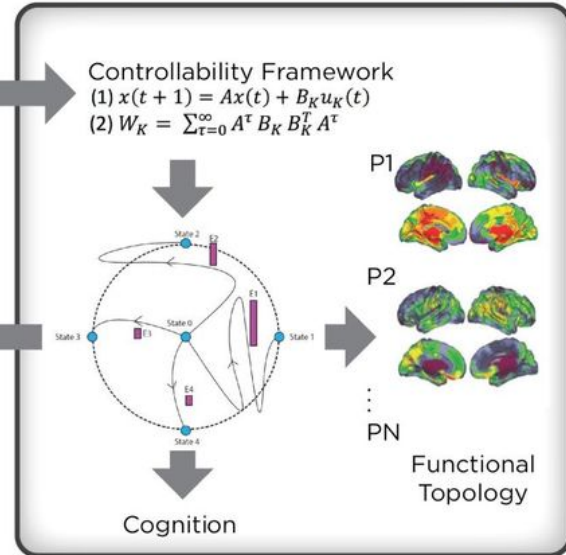 Controllability Framework
(1) x(t + 1) = Ax(t) + B_K u_K(t)
(2) W_K = ∑_{τ=0}^{∞} A^τ B_K B_K^T A^τ
P1
State 2
E2
E1
P2
State 3
E3
State 0
State 1
E4
State 4
⋮
PN
Functional
Topology
Cognition